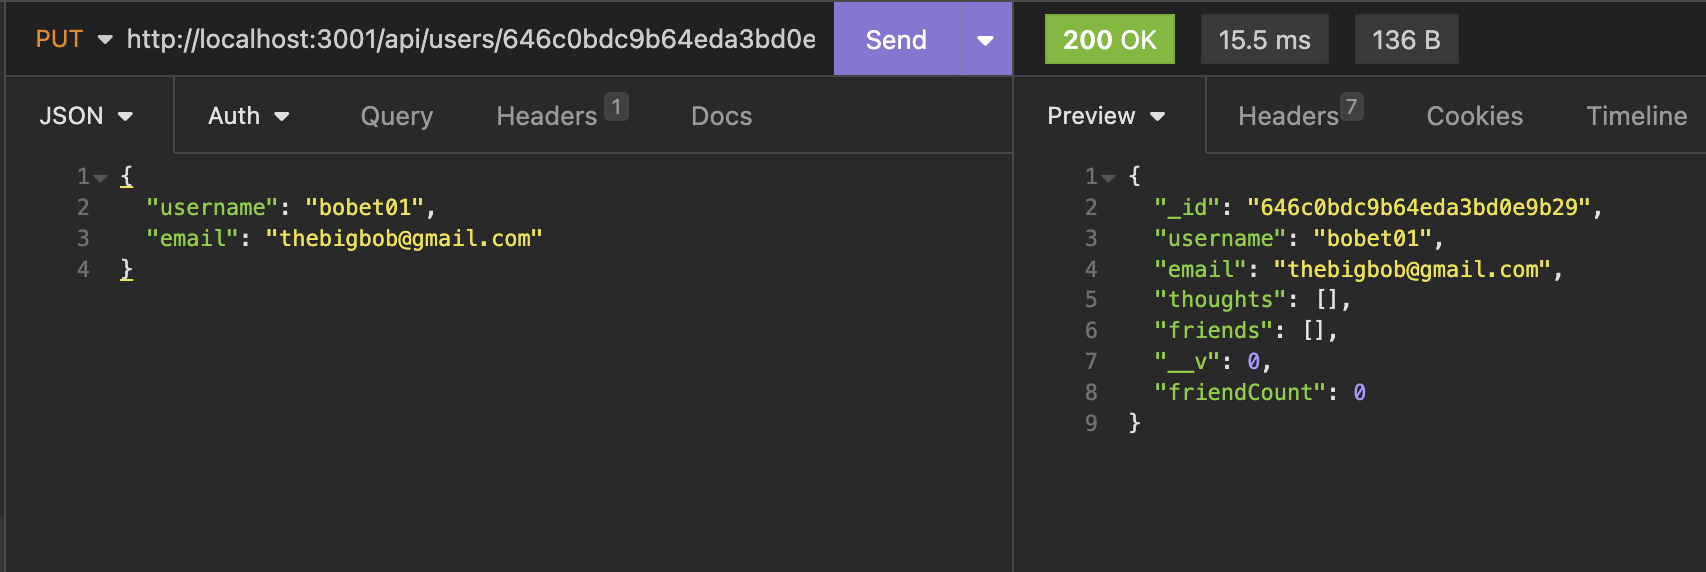 PUT http://localhost:3001/api/users/646c0bdc9b64eda3bd0e Send 200 OK 15.5 ms 136 B
JSON Auth Query Headers 1 Docs Preview Headers 7 Cookies Timeline
1 {
2 "username": "bobet01",
3 "email": "thebigbob@gmail.com"
4 }
1 {
2 "_id": "646c0bdc9b64eda3bd0e9b29",
3 "username": "bobet01",
4 "email": "thebigbob@gmail.com",
5 "thoughts": [],
6 "friends": [],
7 "__v": 0,
8 "friendCount": 0
9 }